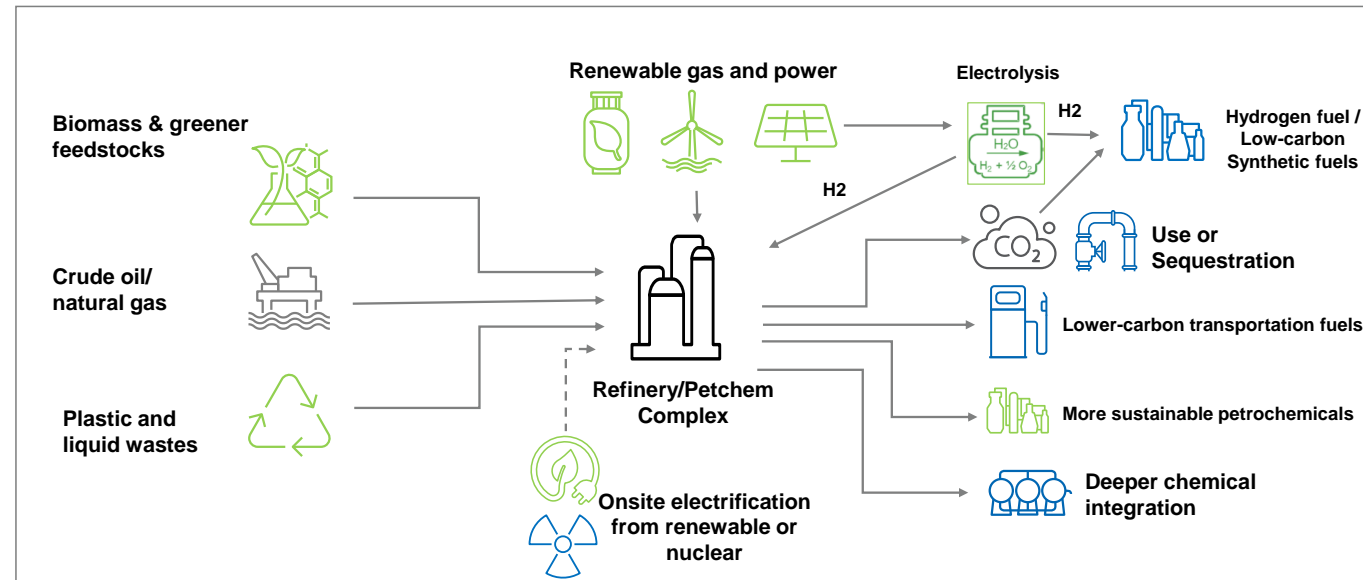 Renewable gas and power
Electrolysis
Biomass & greener
feedstocks
H2
Hydrogen fuel /
Low-carbon
Synthetic fuels
H₂O
H₂ + ½ O₂
H2
Crude oil/
natural gas
CO₂
Use or
Sequestration
Lower-carbon transportation fuels
Refinery/Petchem
Complex
Plastic and
liquid wastes
More sustainable petrochemicals
Onsite electrification
from renewable or
nuclear
Deeper chemical
integration